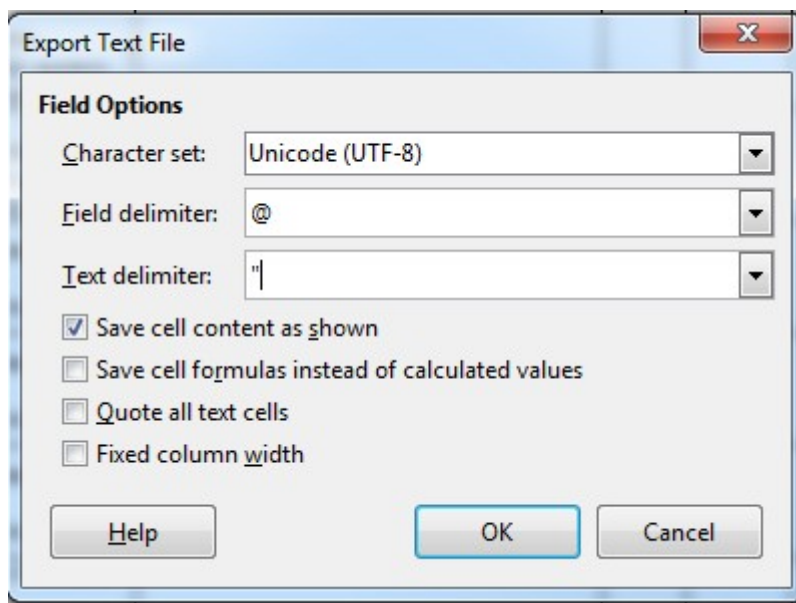 Export Text File
Field Options
Character set: Unicode (UTF-8)
Field delimiter: @
Text delimiter: "
Save cell content as shown
Save cell formulas instead of calculated values
Quote all text cells
Fixed column width
Help OK Cancel